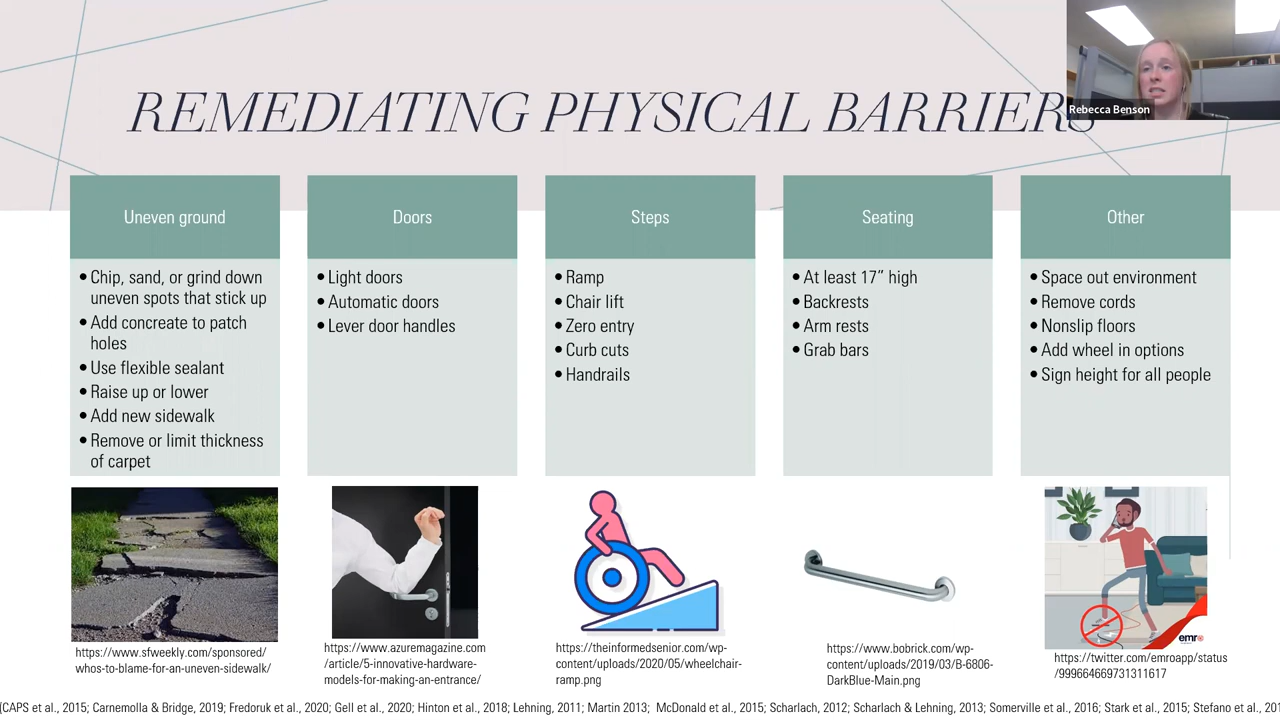 REMEDIATING PHYSICAL BARRIERS
Rebecca Benson
Uneven ground
• Chip, sand, or grind down
uneven spots that stick up
• Add concreate to patch
holes
• Use flexible sealant
• Raise up or lower
• Add new sidewalk
• Remove or limit thickness
of carpet
https://www.sfweekly.com/sponsored/
whos-to-blame-for-an-uneven-sidewalk/
Doors
• Light doors
• Automatic doors
• Lever door handles
https://www.azuremagazine.com
/article/5-innovative-hardware-
models-for-making-an-entrance/
Steps
• Ramp
• Chair lift
• Zero entry
• Curb cuts
• Handrails
https://theinformedsenior.com/wp-
content/uploads/2020/05/wheelchair-
ramp.png
Seating
• At least 17” high
• Backrests
• Arm rests
• Grab bars
https://www.bobrick.com/wp-
content/uploads/2019/03/B-6806-
DarkBlue-Main.png
Other
• Space out environment
• Remove cords
• Nonslip floors
• Add wheel in options
• Sign height for all people
emr
https://twitter.com/emroapp/status
/999664669731311617
(CAPS et al., 2015; Carnemolla & Bridge, 2019; Fredoruk et al., 2020; Gell et al., 2020; Hinton et al., 2018; Lehning, 2011; Martin 2013; McDonald et al., 2015; Scharlach, 2012; Scharlach & Lehning, 2013; Somerville et al., 2016; Stark et al., 2015; Stefano et al., 201